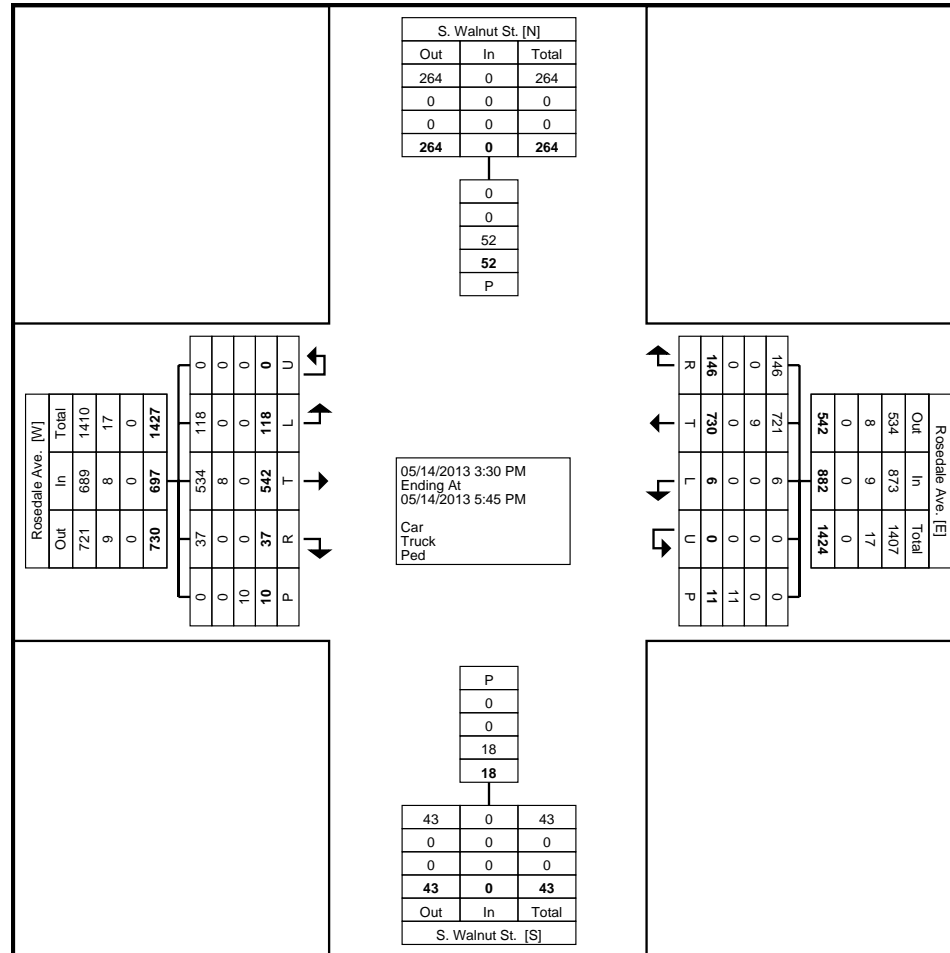 S. Walnut St. [N]
Out In Total
264 0 264
0 0 0
0 0 0
264 0 264
0
0
52
52
P
Rosedale Ave. [W]
Total In Out
1410 689 721
17 8 9
0 0 0
1427 697 730
0 118 534 37 0
0 0 8 0 0
0 0 0 0 10
0 118 542 37 10
U L T R P
05/14/2013 3:30 PM
Ending At
05/14/2013 5:45 PM
Car
Truck
Ped
Rosedale Ave. [E]
Out In Total
534 873 1407
8 9 17
0 0 0
542 882 1424
146 721 6 0 0
0 9 0 0 0
0 0 0 0 11
146 730 6 0 11
R T L U P
P
0
0
18
18
43 0 43
0 0 0
0 0 0
43 0 43
Out In Total
S. Walnut St. [S]